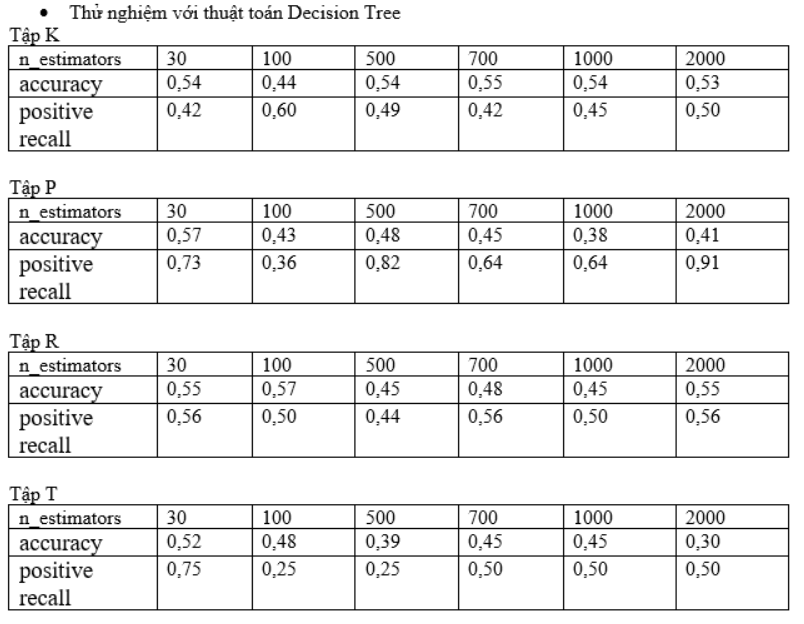 • Thử nghiệm với thuật toán Decision Tree
Tập K
n_estimators 30 100 500 700 1000 2000
accuracy 0,54 0,44 0,54 0,55 0,54 0,53
positive 0,42 0,60 0,49 0,42 0,45 0,50
recall
Tập P
n_estimators 30 100 500 700 1000 2000
accuracy 0,57 0,43 0,48 0,45 0,38 0,41
positive 0,73 0,36 0,82 0,64 0,64 0,91
recall
Tập R
n_estimators 30 100 500 700 1000 2000
accuracy 0,55 0,57 0,45 0,48 0,45 0,55
positive 0,56 0,50 0,44 0,56 0,50 0,56
recall
Tập T
n_estimators 30 100 500 700 1000 2000
accuracy 0,52 0,48 0,39 0,45 0,45 0,30
positive 0,75 0,25 0,25 0,50 0,50 0,50
recall